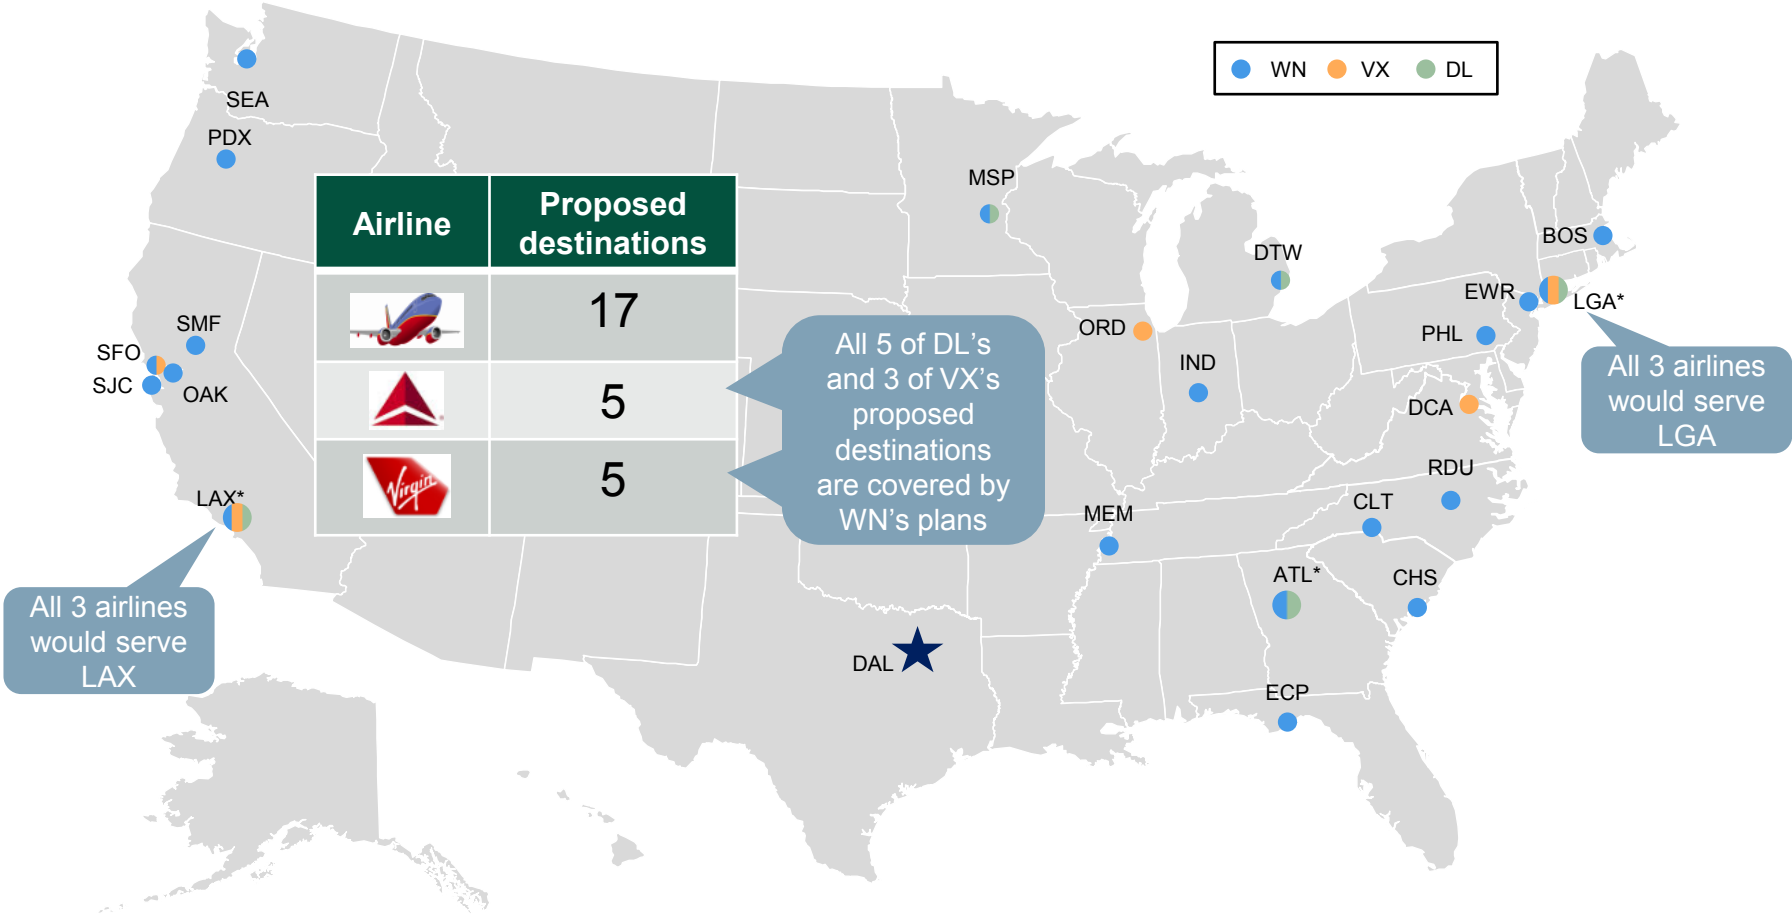 WN VX DL
SEA
PDX
MSP
BOS
DTW
EWR
LGA*
ORD
PHL
SMF
SFO
SJC
OAK
IND
DCA
RDU
LAX*
CLT
MEM
ATL*
CHS
DAL
ECP
Airline
Proposed
destinations
17
5
Virgin
5
All 5 of DL’s
and 3 of VX’s
proposed
destinations
are covered by
WN’s plans
All 3 airlines
would serve
LGA
All 3 airlines
would serve
LAX